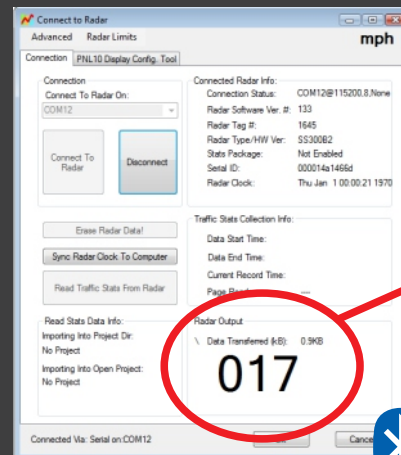 Connect to Radar
Advanced Radar Limits
mph
Connection PNL10 Display Config. Tool
Connection
Connect To Radar On:
COM12
Connect To Radar
Disconnect
Erase Radar Data!
Sync Radar Clock To Computer
Read Traffic Stats From Radar
Read Stats Data Info:
Importing Into Project Dir:
No Project
Importing Into Open Project:
No Project
Connected Radar Info:
Connection Status: COM12@115200,8,None
Radar Software Ver. #: 133
Radar Tag #: 1645
Radar Type/HW Ver: SS300B2
Stats Package: Not Enabled
Serial ID: 000014a1466d
Radar Clock: Thu Jan 1 00:00:21 1970
Traffic Stats Collection Info:
Data Start Time:
Data End Time:
Current Record Time:
Page ---
Radar Output
\ Data Transferred (kB): 0.9KB
017
Connected Via: Serial on:COM12
Cance